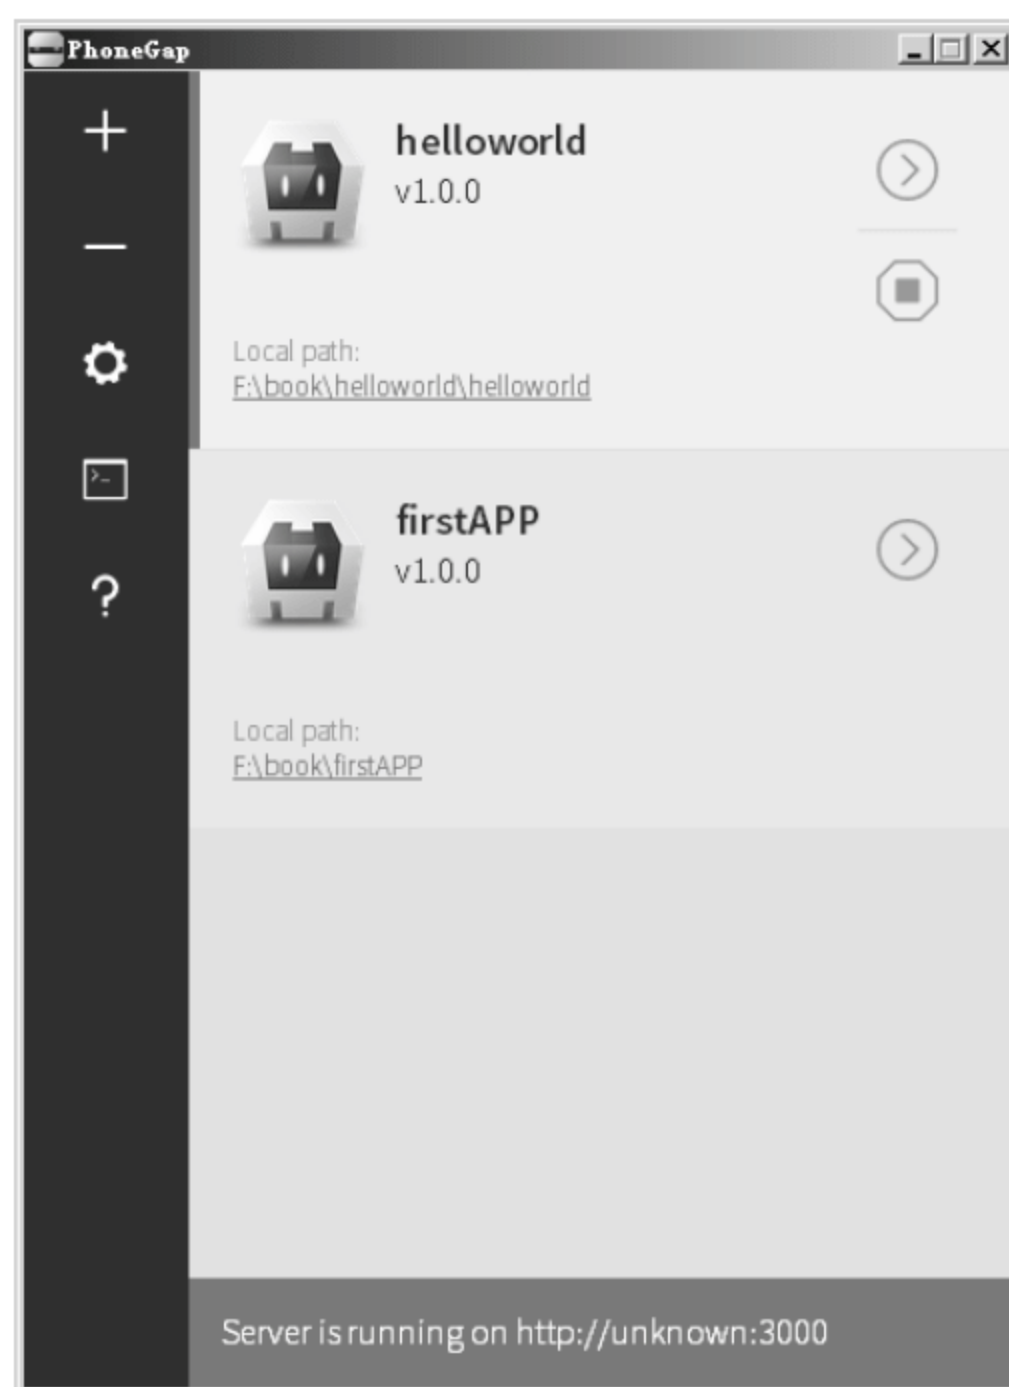 PhoneGap
helloworld
v1.0.0
Local path:
F:\book\helloworld\helloworld
firstAPP
v1.0.0
Local path:
F:\book\firstAPP
Server is running on http://unknown:3000